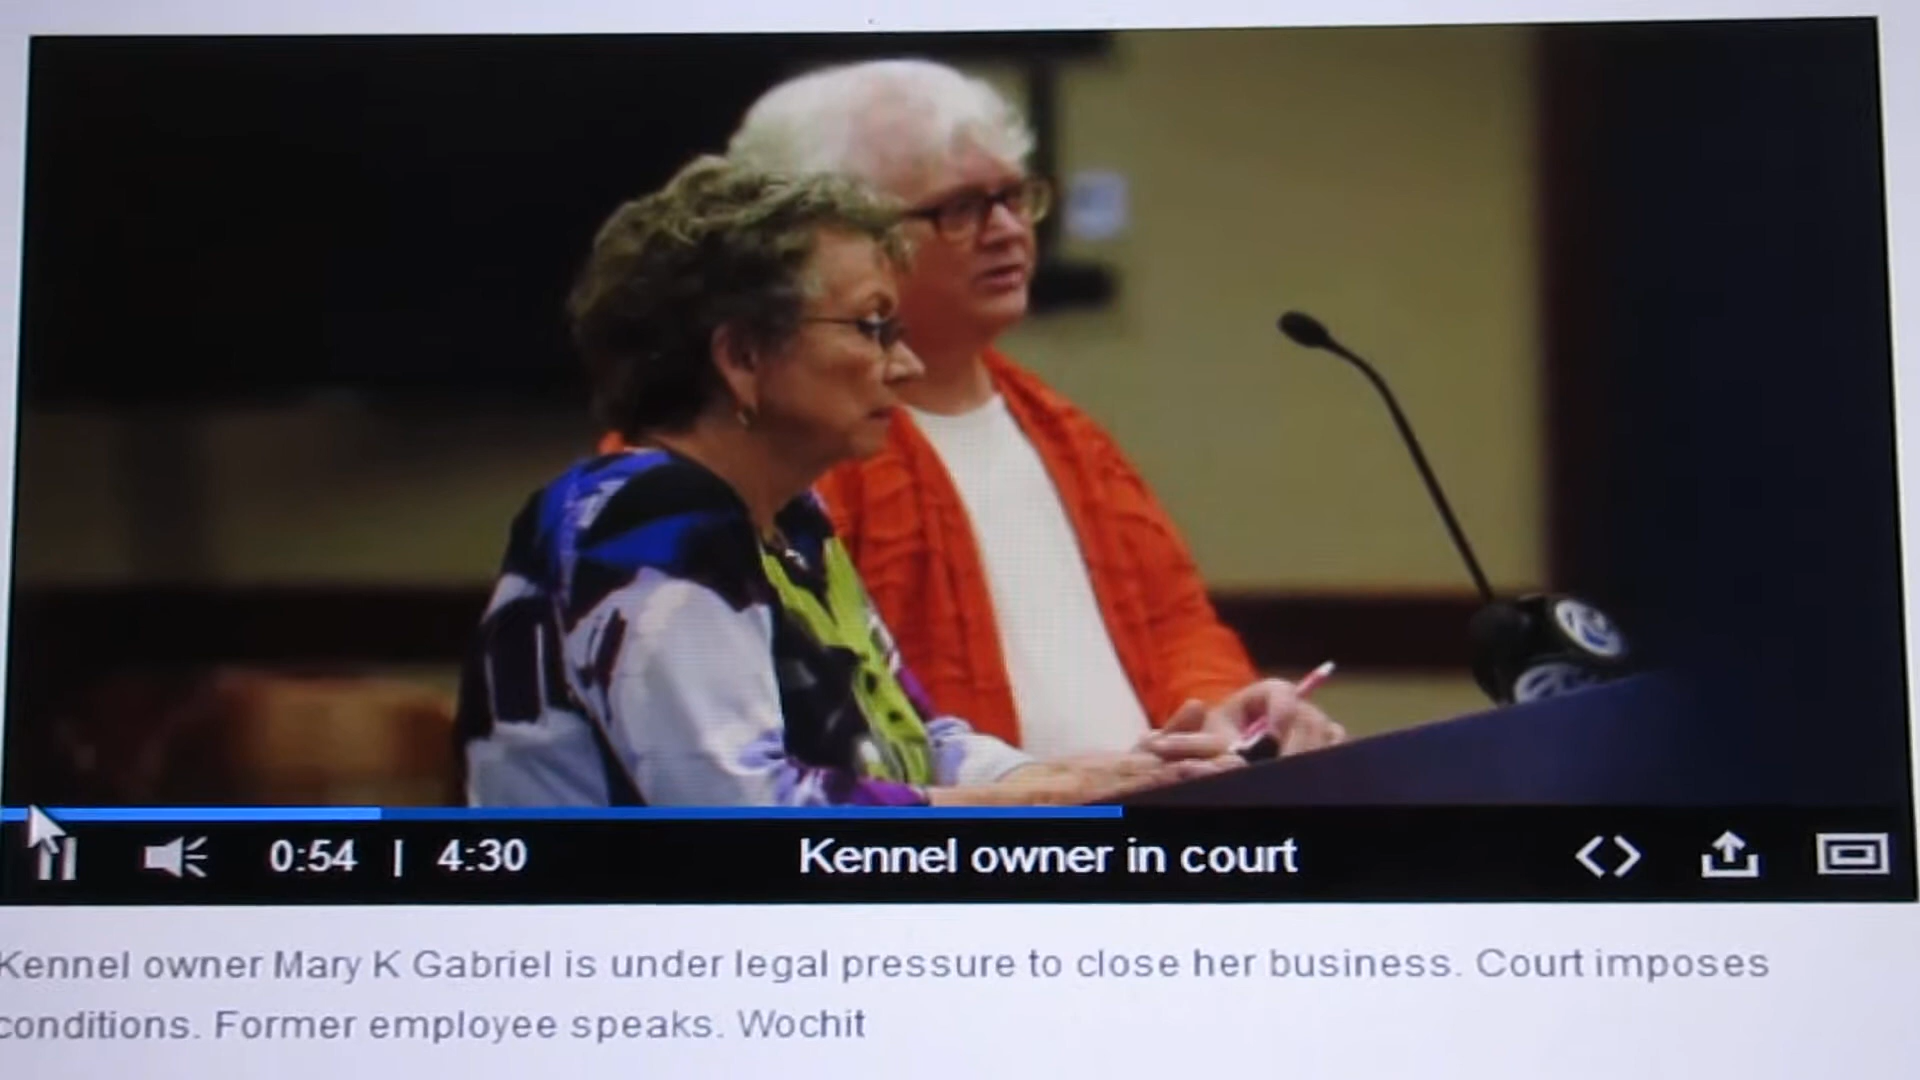 0:54 | 4:30 Kennel owner in court
Kennel owner Mary K Gabriel is under legal pressure to close her business. Court imposes
conditions. Former employee speaks. Wochit